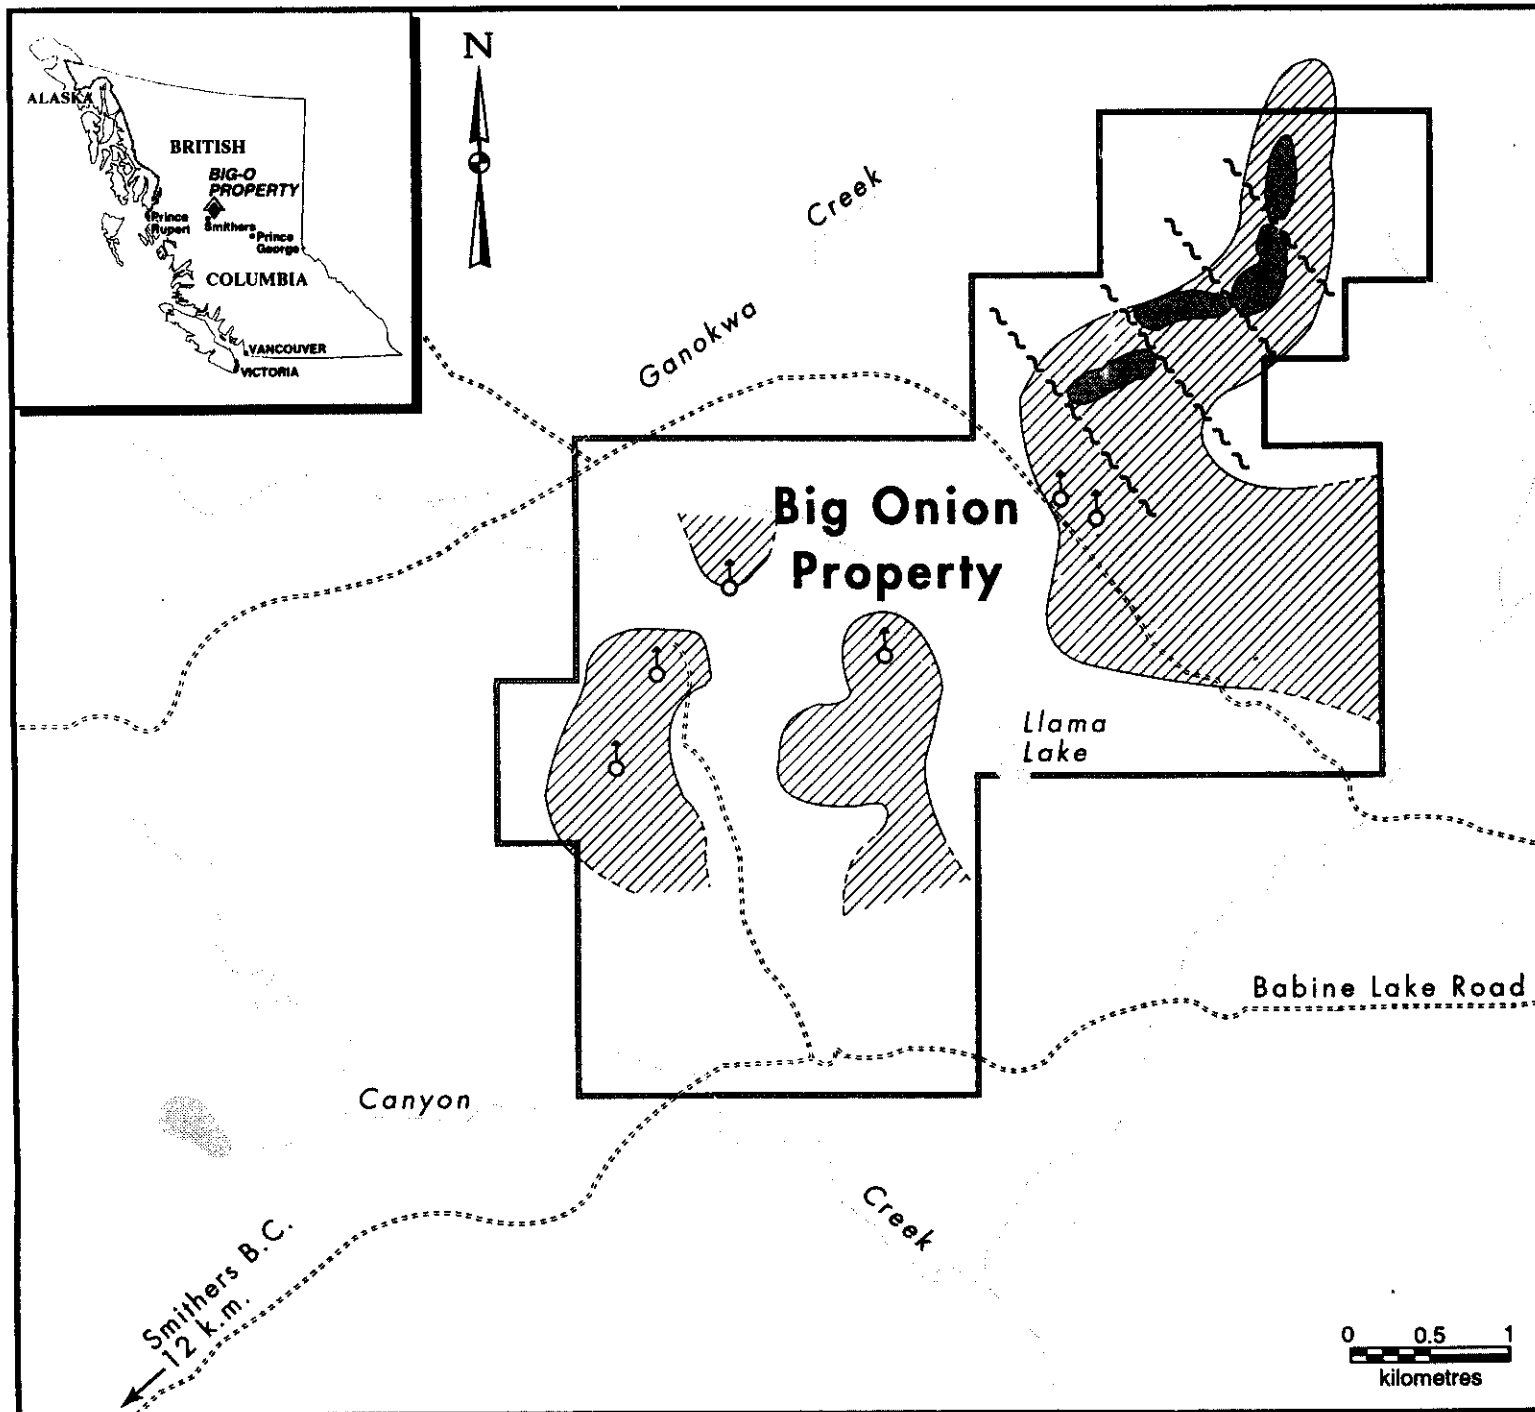 ALASKA
BRITISH
BIG-O
PROPERTY
Prince
Rupert
Smithers
Prince
George
COLUMBIA
VANCOUVER
VICTORIA
N
Creek
Ganokwa
Big Onion
Property
Llama
Lake
Babine Lake Road
Canyon
Creek
Smithers B.C.
12 k.m.
0 0.5 1
kilometres